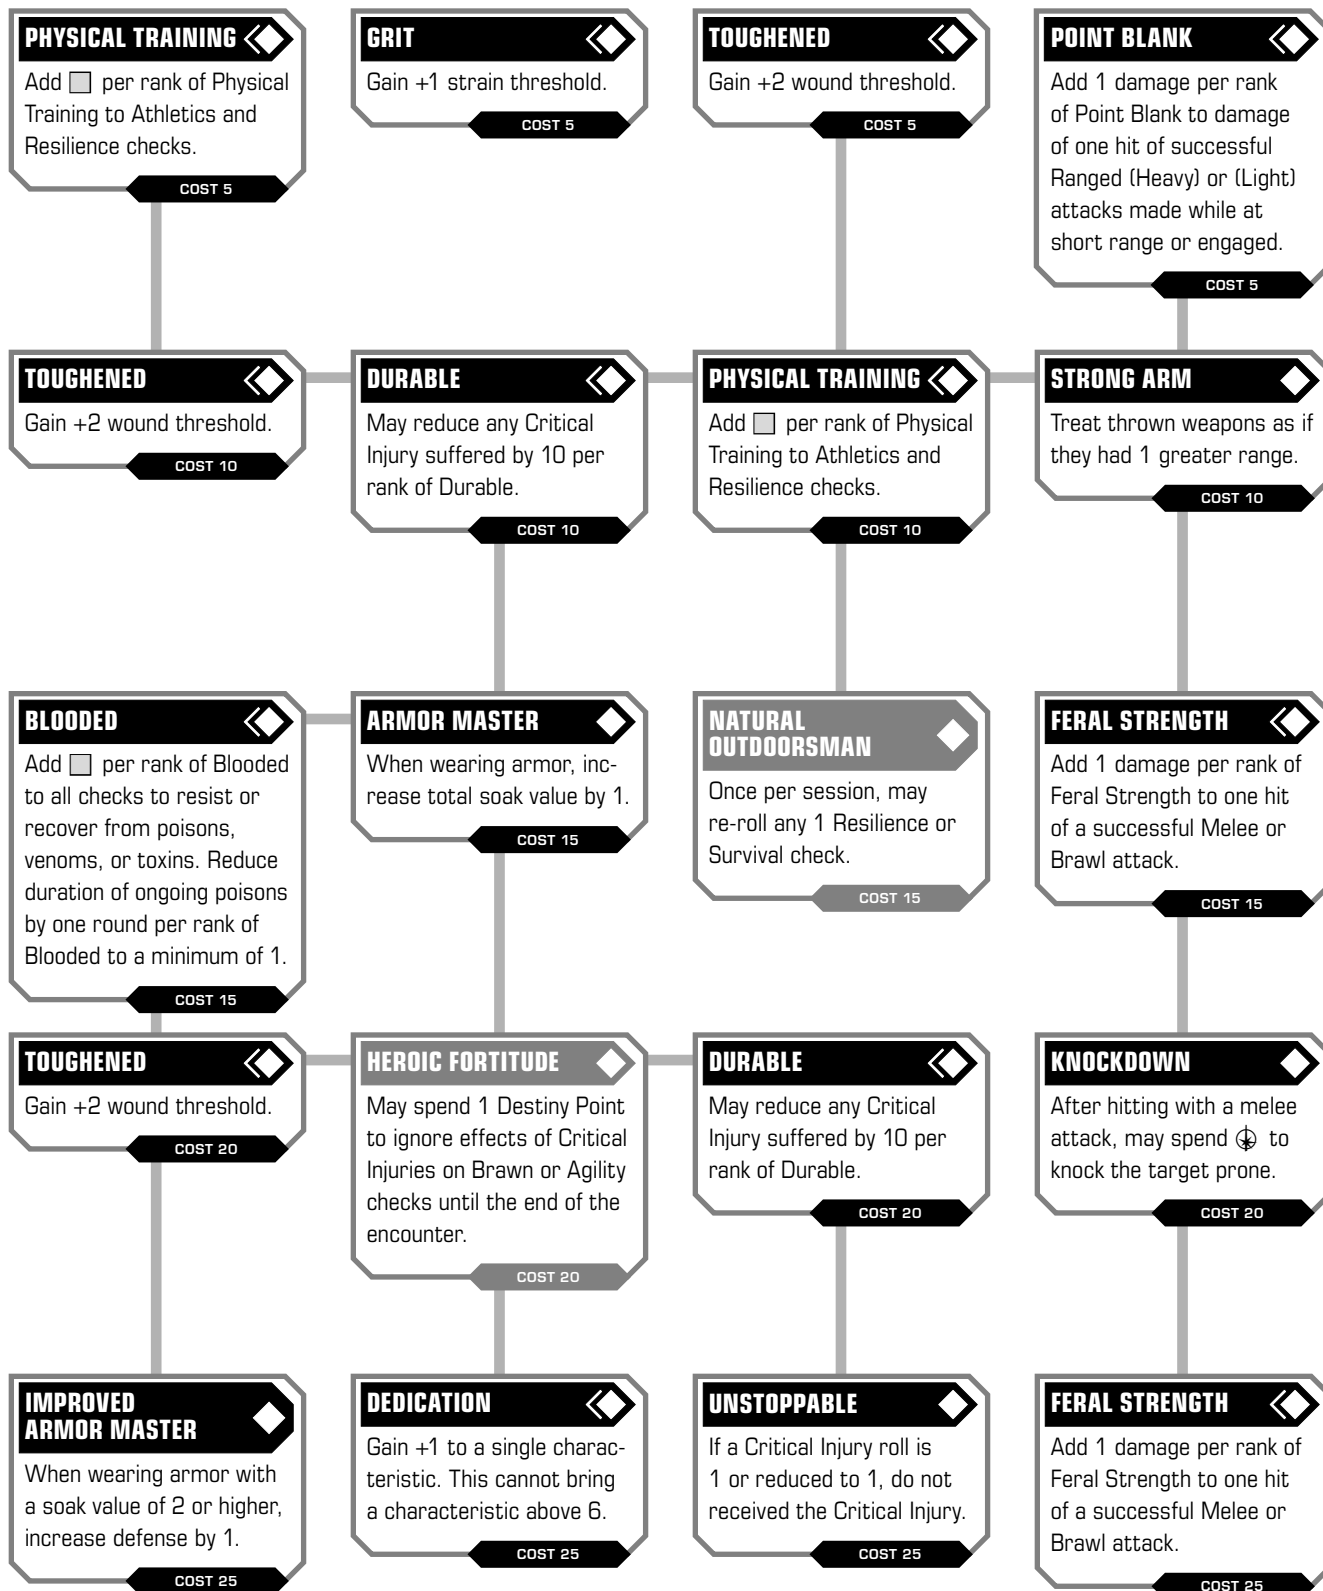 PHYSICAL TRAINING
Add per rank of Physical
Training to Athletics and
Resilience checks.
COST 5
GRIT
Gain +1 strain threshold.
COST 5
TOUGHENED
Gain +2 wound threshold.
COST 5
POINT BLANK
Add 1 damage per rank
of Point Blank to damage
of one hit of successful
Ranged (Heavy) or (Light)
attacks made while at
short range or engaged.
COST 5
TOUGHENED
Gain +2 wound threshold.
COST 10
DURABLE
May reduce any Critical
Injury suffered by 10 per
rank of Durable.
COST 10
PHYSICAL TRAINING
Add per rank of Physical
Training to Athletics and
Resilience checks.
COST 10
STRONG ARM
Treat thrown weapons as if
they had 1 greater range.
COST 10
BLOODED
Add per rank of Blooded
to all checks to resist or
recover from poisons,
venoms, or toxins. Reduce
duration of ongoing poisons
by one round per rank of
Blooded to a minimum of 1.
COST 15
ARMOR MASTER
When wearing armor, inc-
rease total soak value by 1.
COST 15
NATURAL
OUTDOORSMAN
Once per session, may
re-roll any 1 Resilience or
Survival check.
COST 15
FERAL STRENGTH
Add 1 damage per rank of
Feral Strength to one hit
of a successful Melee or
Brawl attack.
COST 15
TOUGHENED
Gain +2 wound threshold.
COST 20
HEROIC FORTITUDE
May spend 1 Destiny Point
to ignore effects of Critical
Injuries on Brawn or Agility
checks until the end of the
encounter.
COST 20
DURABLE
May reduce any Critical
Injury suffered by 10 per
rank of Durable.
COST 20
KNOCKDOWN
After hitting with a melee
attack, may spend to
knock the target prone.
COST 20
IMPROVED
ARMOR MASTER
When wearing armor with
a soak value of 2 or higher,
increase defense by 1.
COST 25
DEDICATION
Gain +1 to a single charac-
teristic. This cannot bring
a characteristic above 6.
COST 25
UNSTOPPABLE
If a Critical Injury roll is
1 or reduced to 1, do not
received the Critical Injury.
COST 25
FERAL STRENGTH
Add 1 damage per rank of
Feral Strength to one hit
of a successful Melee or
Brawl attack.
COST 25